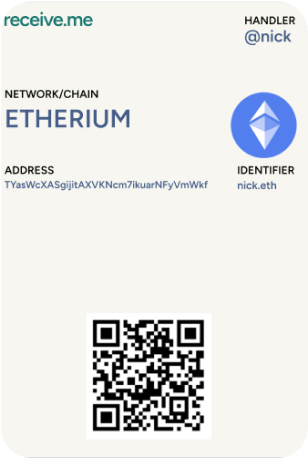 receive.me
HANDLER
@nick
NETWORK/CHAIN
ETHERIUM
ADDRESS
TYasWcXASgijitAXVKNcm7ikuarNFyVmWkf
IDENTIFIER
nick.eth